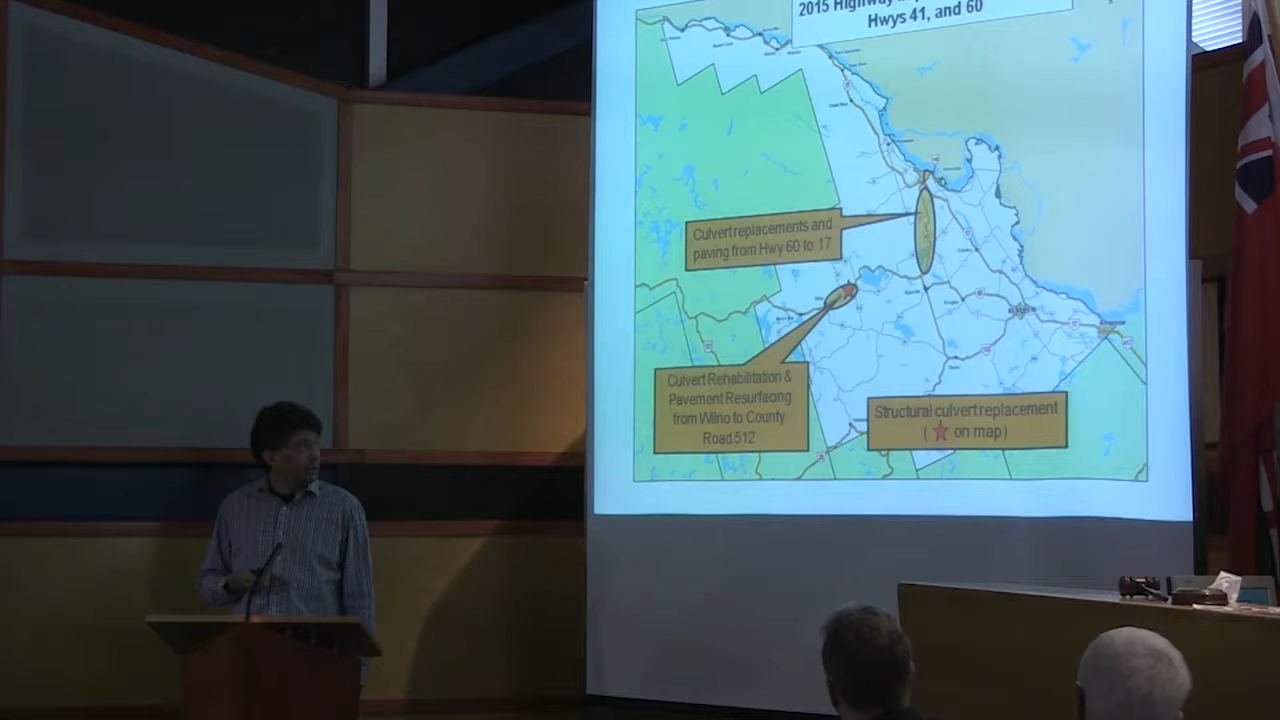 2015 Highway
Hwys 41, and 60
Culvert replacements and
paving from Hwy 60 to 17
Culvert Rehabilitation &
Pavement Resurfacing
from Wilno to County
Road 512
Structural culvert replacement
( on map)